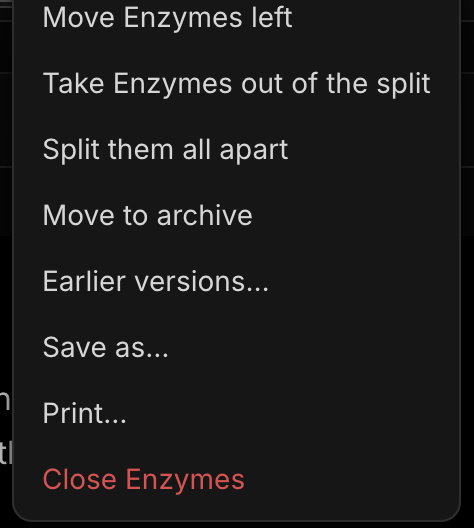 Move Enzymes left
Take Enzymes out of the split
Split them all apart
Move to archive
Earlier versions...
Save as...
Print...
Close Enzymes